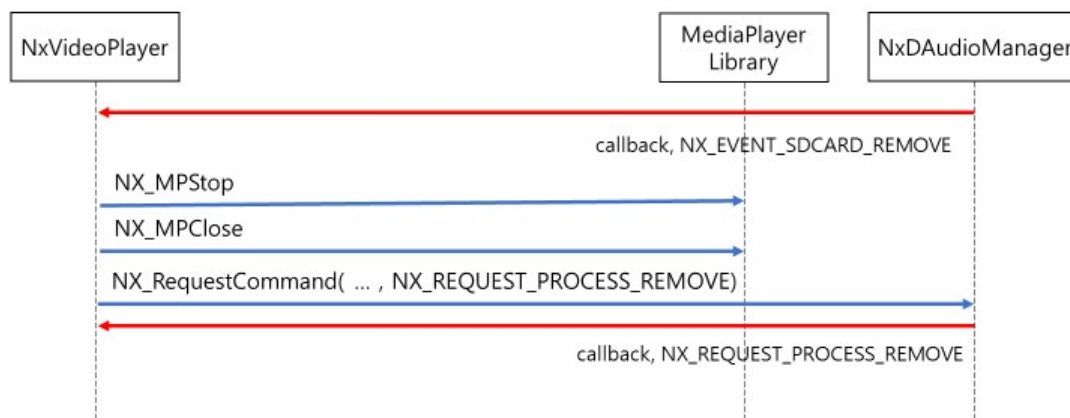 NxVideoPlayer
MediaPlayer
Library
NxDAudioManager
callback, NX_EVENT_SDCARD_REMOVE
NX_MPStop
NX_MPClose
NX_RequestCommand( ... , NX_REQUEST_PROCESS_REMOVE)
callback, NX_REQUEST_PROCESS_REMOVE